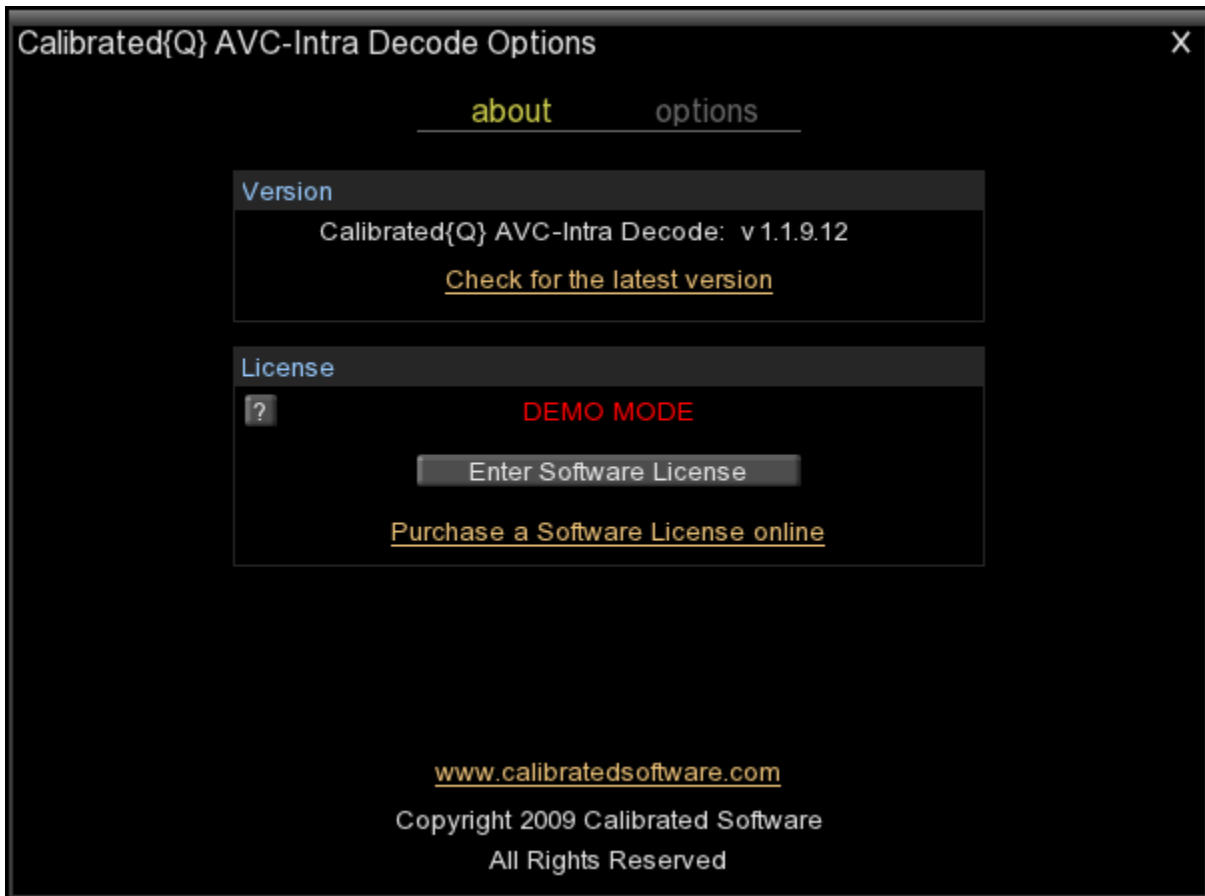 Calibrated{Q} AVC-Intra Decode Options X
about options
Version
Calibrated{Q} AVC-Intra Decode: v 1.1.9.12
Check for the latest version
License
? DEMO MODE
Enter Software License
Purchase a Software License online
www.calibratedsoftware.com
Copyright 2009 Calibrated Software
All Rights Reserved